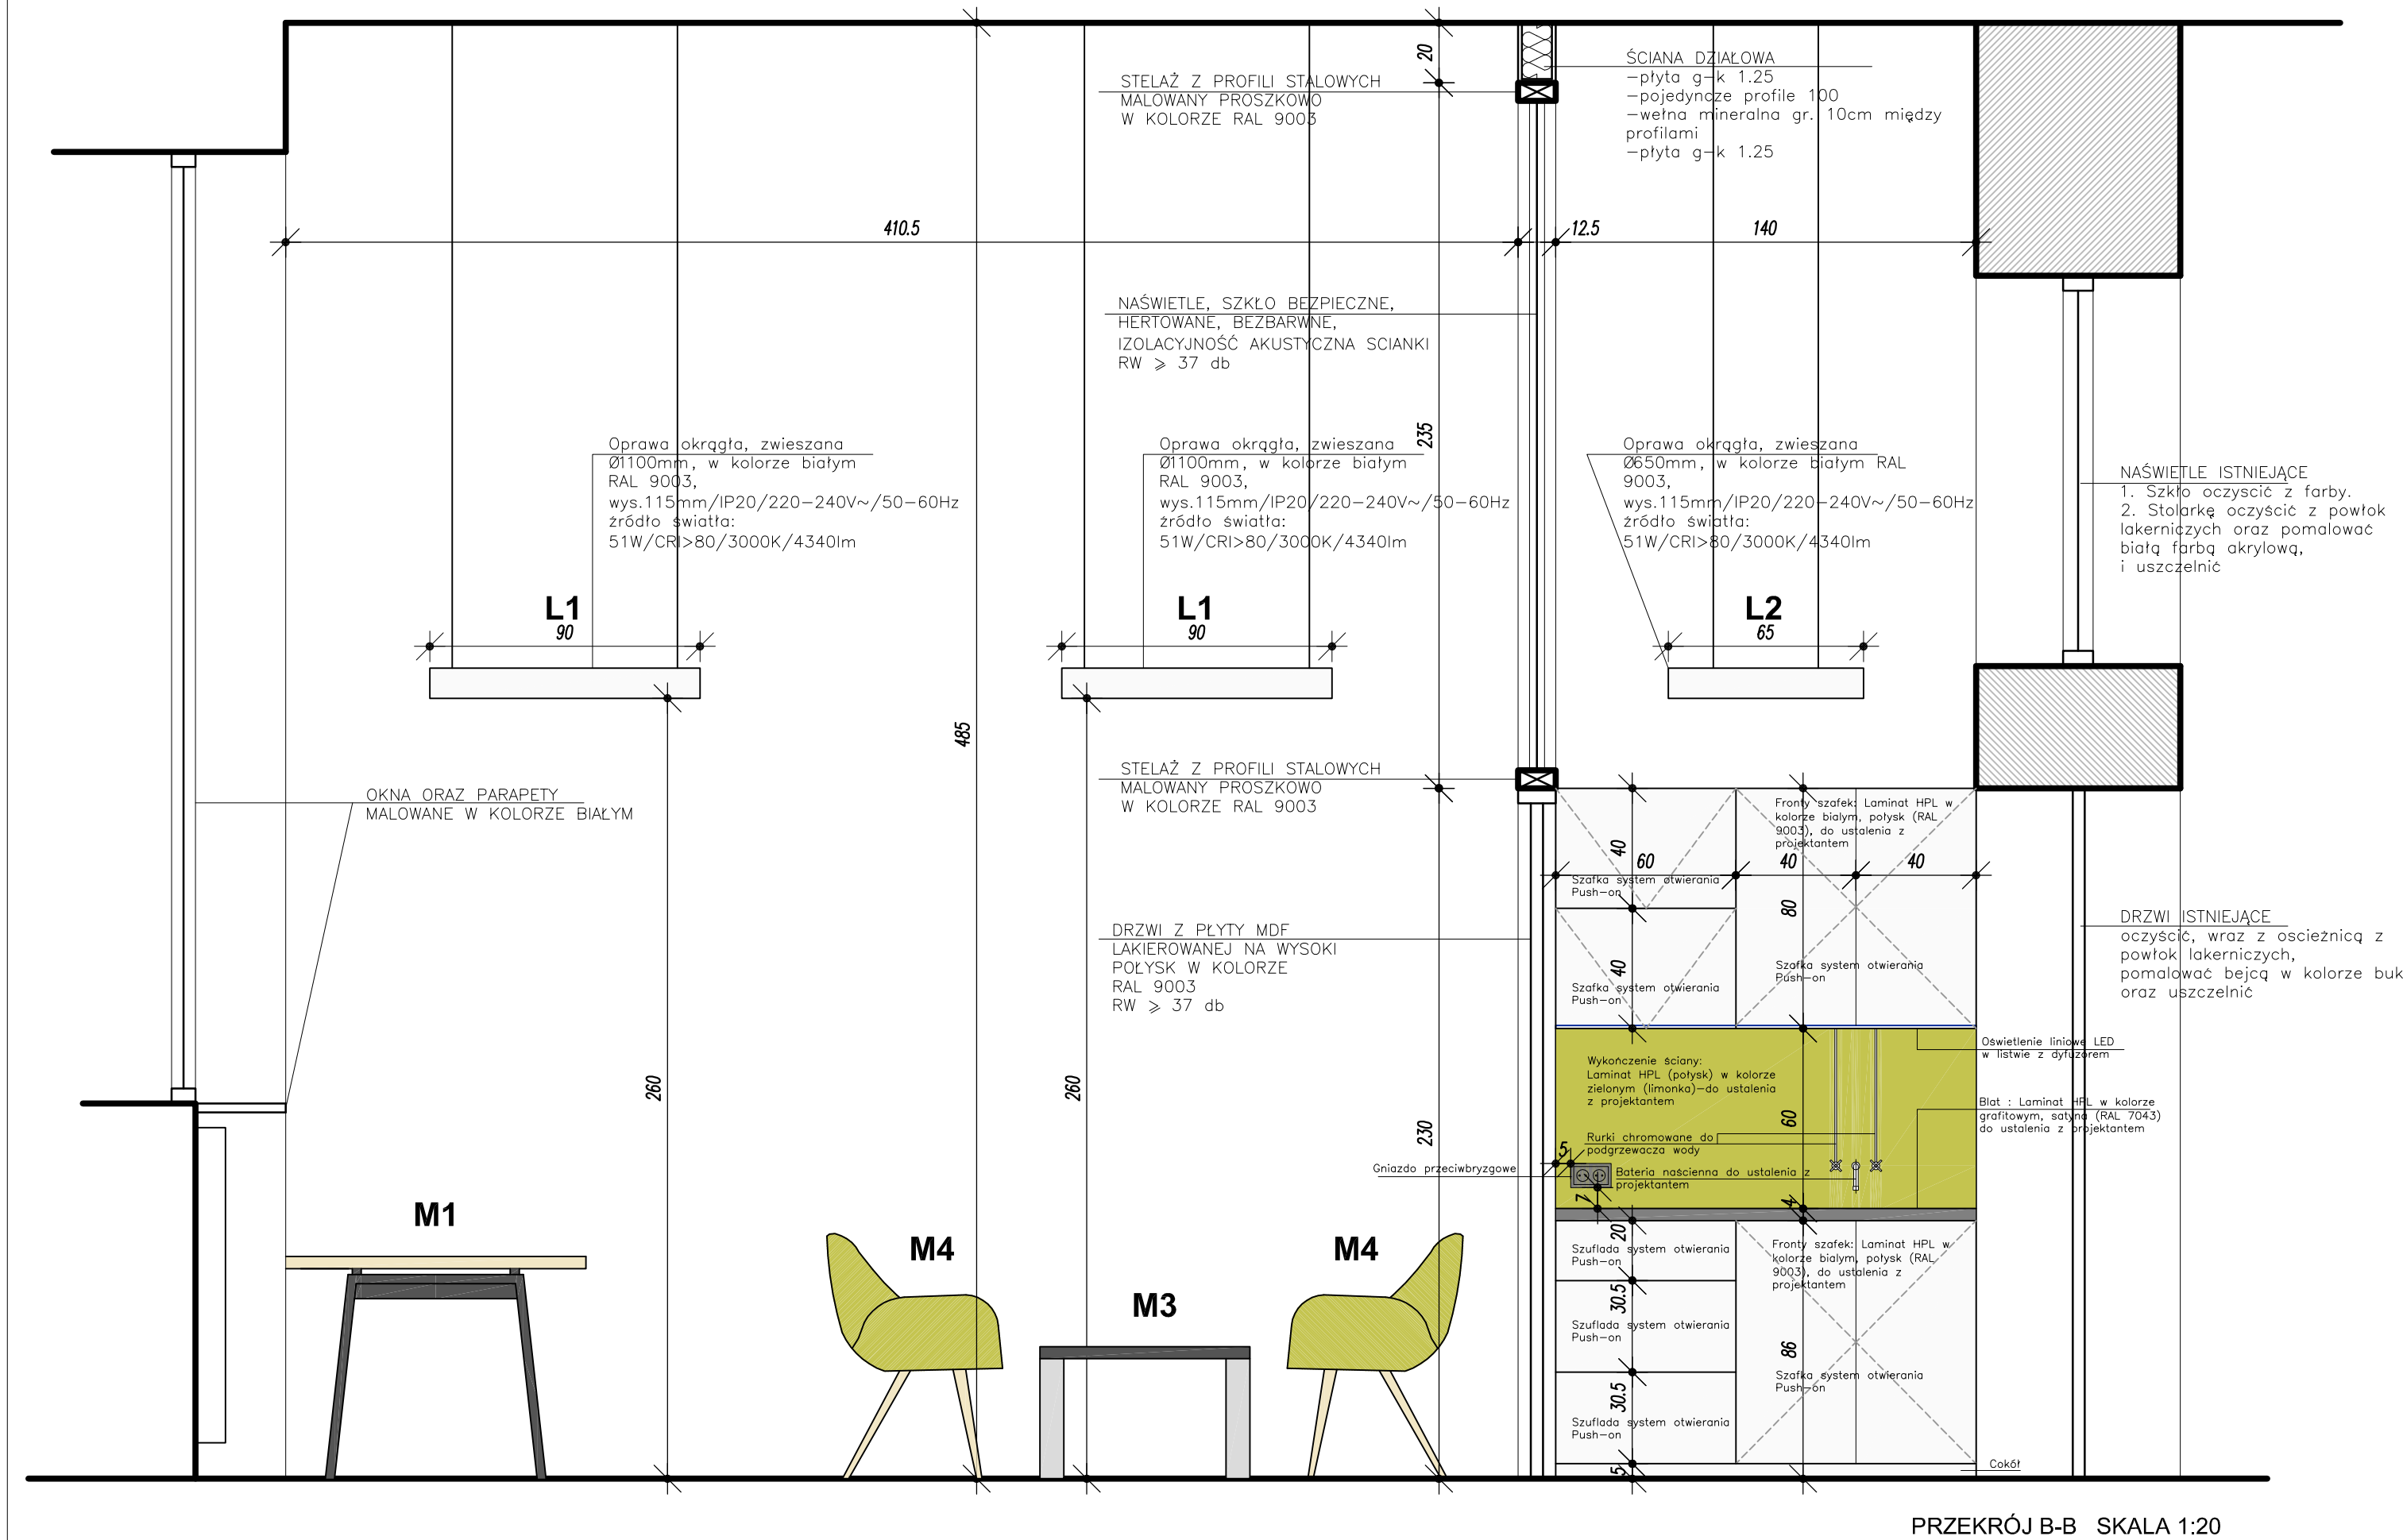 STELAŻ Z PROFILI STALOWYCH
MALOWANY PROSZKOWO
W KOLORZE RAL 9003
20
ŚCIANA DZIAŁOWA
-płyta g-k 1.25
-pojedyncze profile 100
-wełna mineralna gr. 10cm między
profilami
-płyta g-k 1.25
410.5
12.5
140
NAŚWIETLE, SZKŁO BEZPIECZNE,
HERTOWANE, BEZBARWNE,
IZOLACYJNOŚĆ AKUSTYCZNA SCIANKI
RW ⩾ 37 db
Oprawa okrągła, zwieszana
Ø1100mm, w kolorze białym
RAL 9003,
wys.115mm/IP20/220-240V~/50-60Hz
źródło światła:
51W/CRI>80/3000K/4340lm
Oprawa okrągła, zwieszana
Ø1100mm, w kolorze białym
RAL 9003,
wys.115mm/IP20/220-240V~/50-60Hz
źródło światła:
51W/CRI>80/3000K/4340lm
235
Oprawa okrągła, zwieszana
Ø650mm, w kolorze białym RAL
9003,
wys.115mm/IP20/220-240V~/50-60Hz
źródło światła:
51W/CRI>80/3000K/4340lm
NAŚWIETLE ISTNIEJĄCE
1. Szkło oczyscić z farby.
2. Stolarkę oczyścić z powłok
lakerniczych oraz pomalować
białą farbą akrylową,
i uszczelnić
L1
90
L1
90
L2
65
485
STELAŻ Z PROFILI STALOWYCH
MALOWANY PROSZKOWO
W KOLORZE RAL 9003
OKNA ORAZ PARAPETY
MALOWANE W KOLORZE BIAŁYM
Fronty szafek: Laminat HPL w
kolorze bialym, połysk (RAL
9003), do ustalenia z
projektantem
40
60
40
40
Szafka system otwierania
Push-on
80
DRZWI Z PŁYTY MDF
LAKIEROWANEJ NA WYSOKI
POŁYSK W KOLORZE
RAL 9003
RW ⩾ 37 db
40
Szafka system otwierania
Push-on
Szafka system otwierania
Push-on
DRZWI ISTNIEJĄCE
oczyścić, wraz z oscieżnicą z
powłok lakerniczych,
pomalować bejcą w kolorze buk
oraz uszczelnić
Oświetlenie liniowe LED
w listwie z dyfuzorem
Wykończenie ściany:
Laminat HPL (połysk) w kolorze
zielonym (limonka)-do ustalenia
z projektantem
260
260
230
60
Blat : Laminat HPL w kolorze
grafitowym, satyna (RAL 7043)
do ustalenia z projektantem
Rurki chromowane do
podgrzewacza wody
5
Gniazdo przeciwbryzgowe
Bateria naścienna do ustalenia z
projektantem
7
4
M1
M4
M4
M3
20
Szuflada system otwierania
Push-on
Fronty szafek: Laminat HPL w
kolorze bialym, połysk (RAL
9003), do ustalenia z
projektantem
30.5
Szuflada system otwierania
Push-on
86
Szafka system otwierania
Push-on
30.5
Szuflada system otwierania
Push-on
5
Cokół
PRZEKRÓJ B-B SKALA 1:20